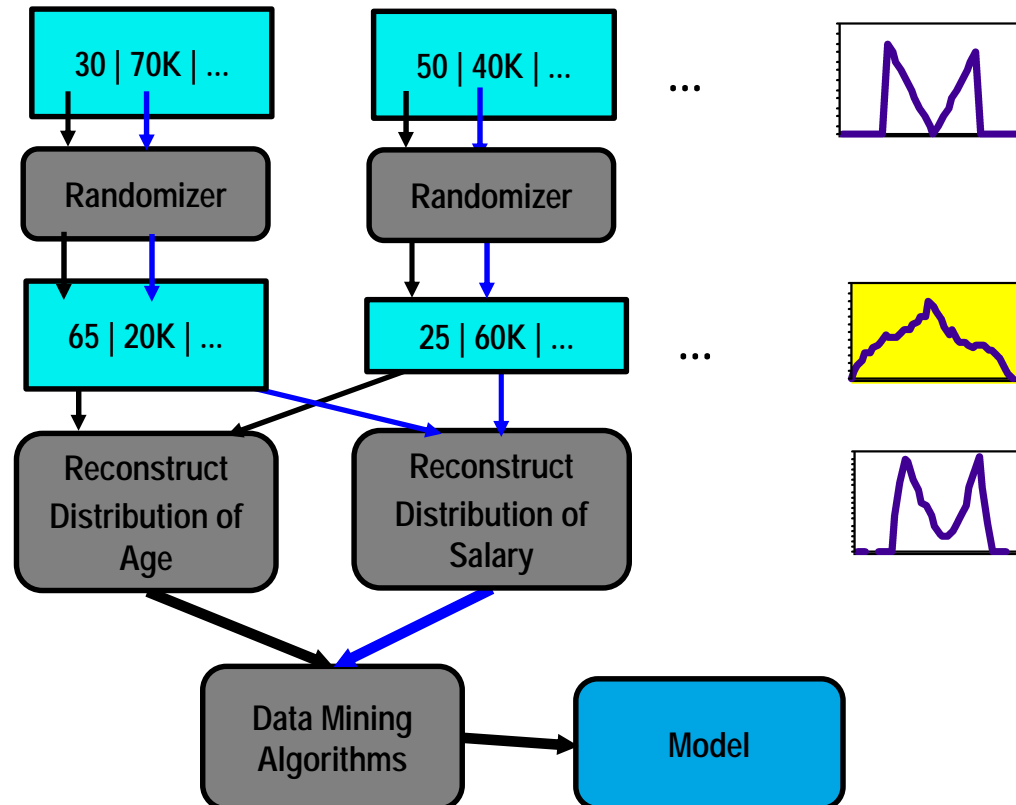 30 | 70K | ...
50 | 40K | ...
...
Randomizer
Randomizer
65 | 20K | ...
25 | 60K | ...
...
Reconstruct
Distribution of
Age
Reconstruct
Distribution of
Salary
Data Mining
Algorithms
Model